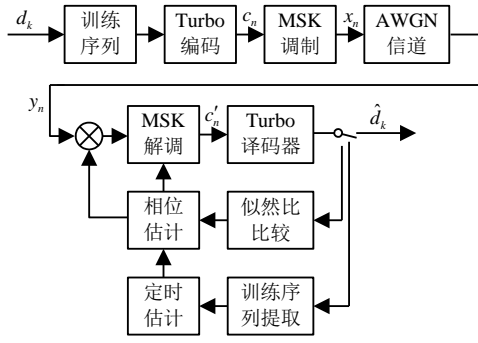 d_k
训练
序列
Turbo
编码
c_n
MSK
调制
x_n
AWGN
信道
y_n
MSK
解调
c'_n
Turbo
译码器
d̂_k
相位
估计
似然比
比较
定时
估计
训练序
列提取